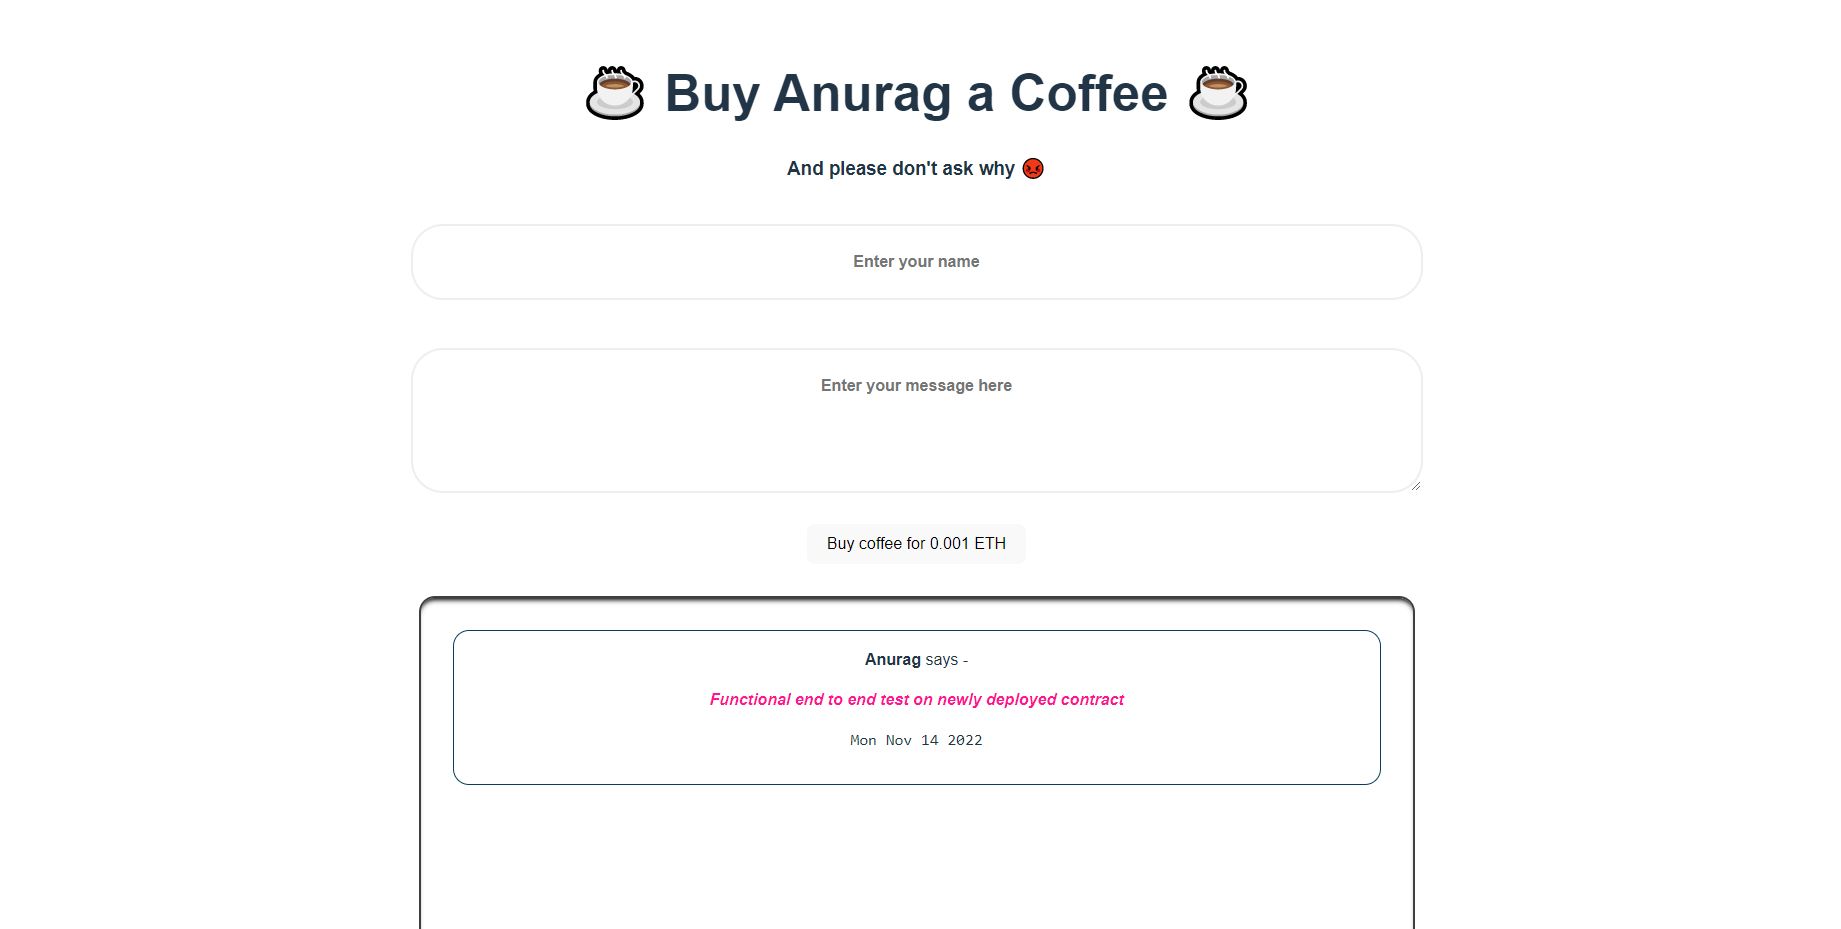 ☕ Buy Anurag a Coffee ☕
And please don't ask why 😡
Enter your name
Enter your message here
Buy coffee for 0.001 ETH
Anurag says -
Functional end to end test on newly deployed contract
Mon Nov 14 2022